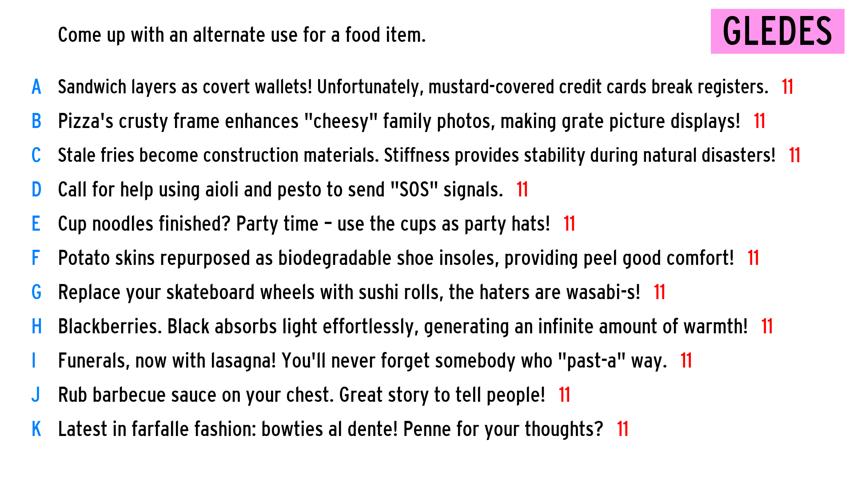 Come up with an alternate use for a food item.
GLEDES
A Sandwich layers as covert wallets! Unfortunately, mustard-covered credit cards break registers. 11
B Pizza's crusty frame enhances "cheesy" family photos, making grate picture displays! 11
C Stale fries become construction materials. Stiffness provides stability during natural disasters! 11
D Call for help using aioli and pesto to send "SOS" signals. 11
E Cup noodles finished? Party time – use the cups as party hats! 11
F Potato skins repurposed as biodegradable shoe insoles, providing peel good comfort! 11
G Replace your skateboard wheels with sushi rolls, the haters are wasabi-s! 11
H Blackberries. Black absorbs light effortlessly, generating an infinite amount of warmth! 11
I Funerals, now with lasagna! You'll never forget somebody who "past-a" way. 11
J Rub barbecue sauce on your chest. Great story to tell people! 11
K Latest in farfalle fashion: bowties al dente! Penne for your thoughts? 11